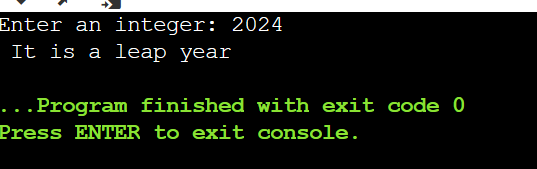 Enter an integer: 2024
 It is a leap year
...Program finished with exit code 0
Press ENTER to exit console.